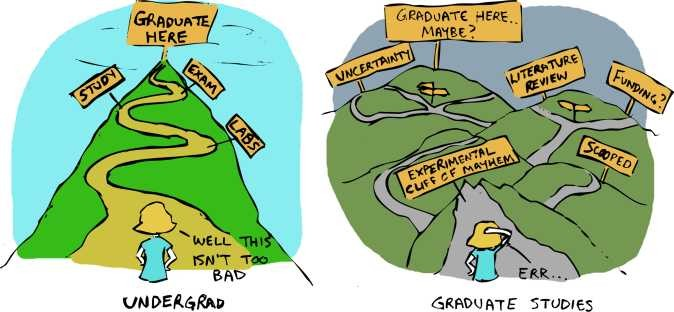 GRADUATE
HERE
STUDY
EXAM
LABS
WELL THIS
ISN'T TOO
BAD
UNDERGRAD
GRADUATE HERE..
MAYBE?
UNCERTAINTY
LITERATURE
REVIEW
FUNDING?
EXPERIMENTAL
CLIFF OF MAYHEM
SCOOPED
ERR...
GRADUATE STUDIES